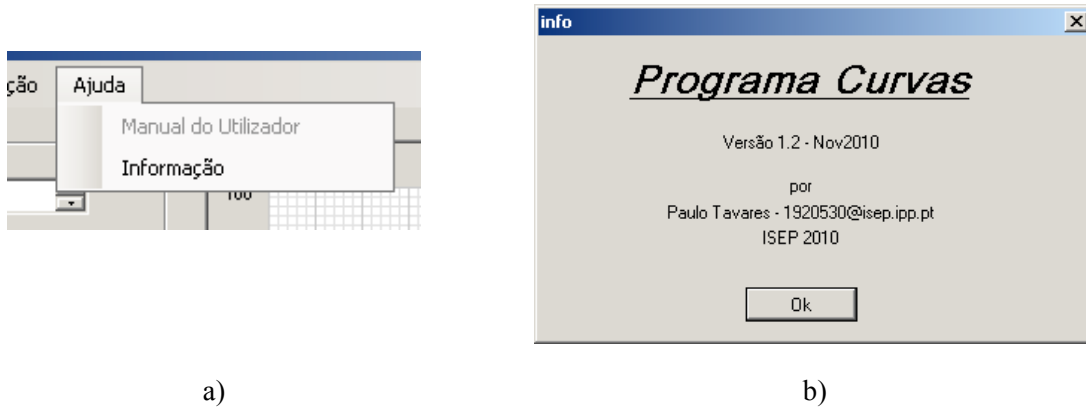 ção Ajuda
Manual do Utilizador
Informação
100
a)
info
Programa Curvas
Versão 1.2 - Nov2010
por
Paulo Tavares - 1920530@isep.ipp.pt
ISEP 2010
Ok
b)